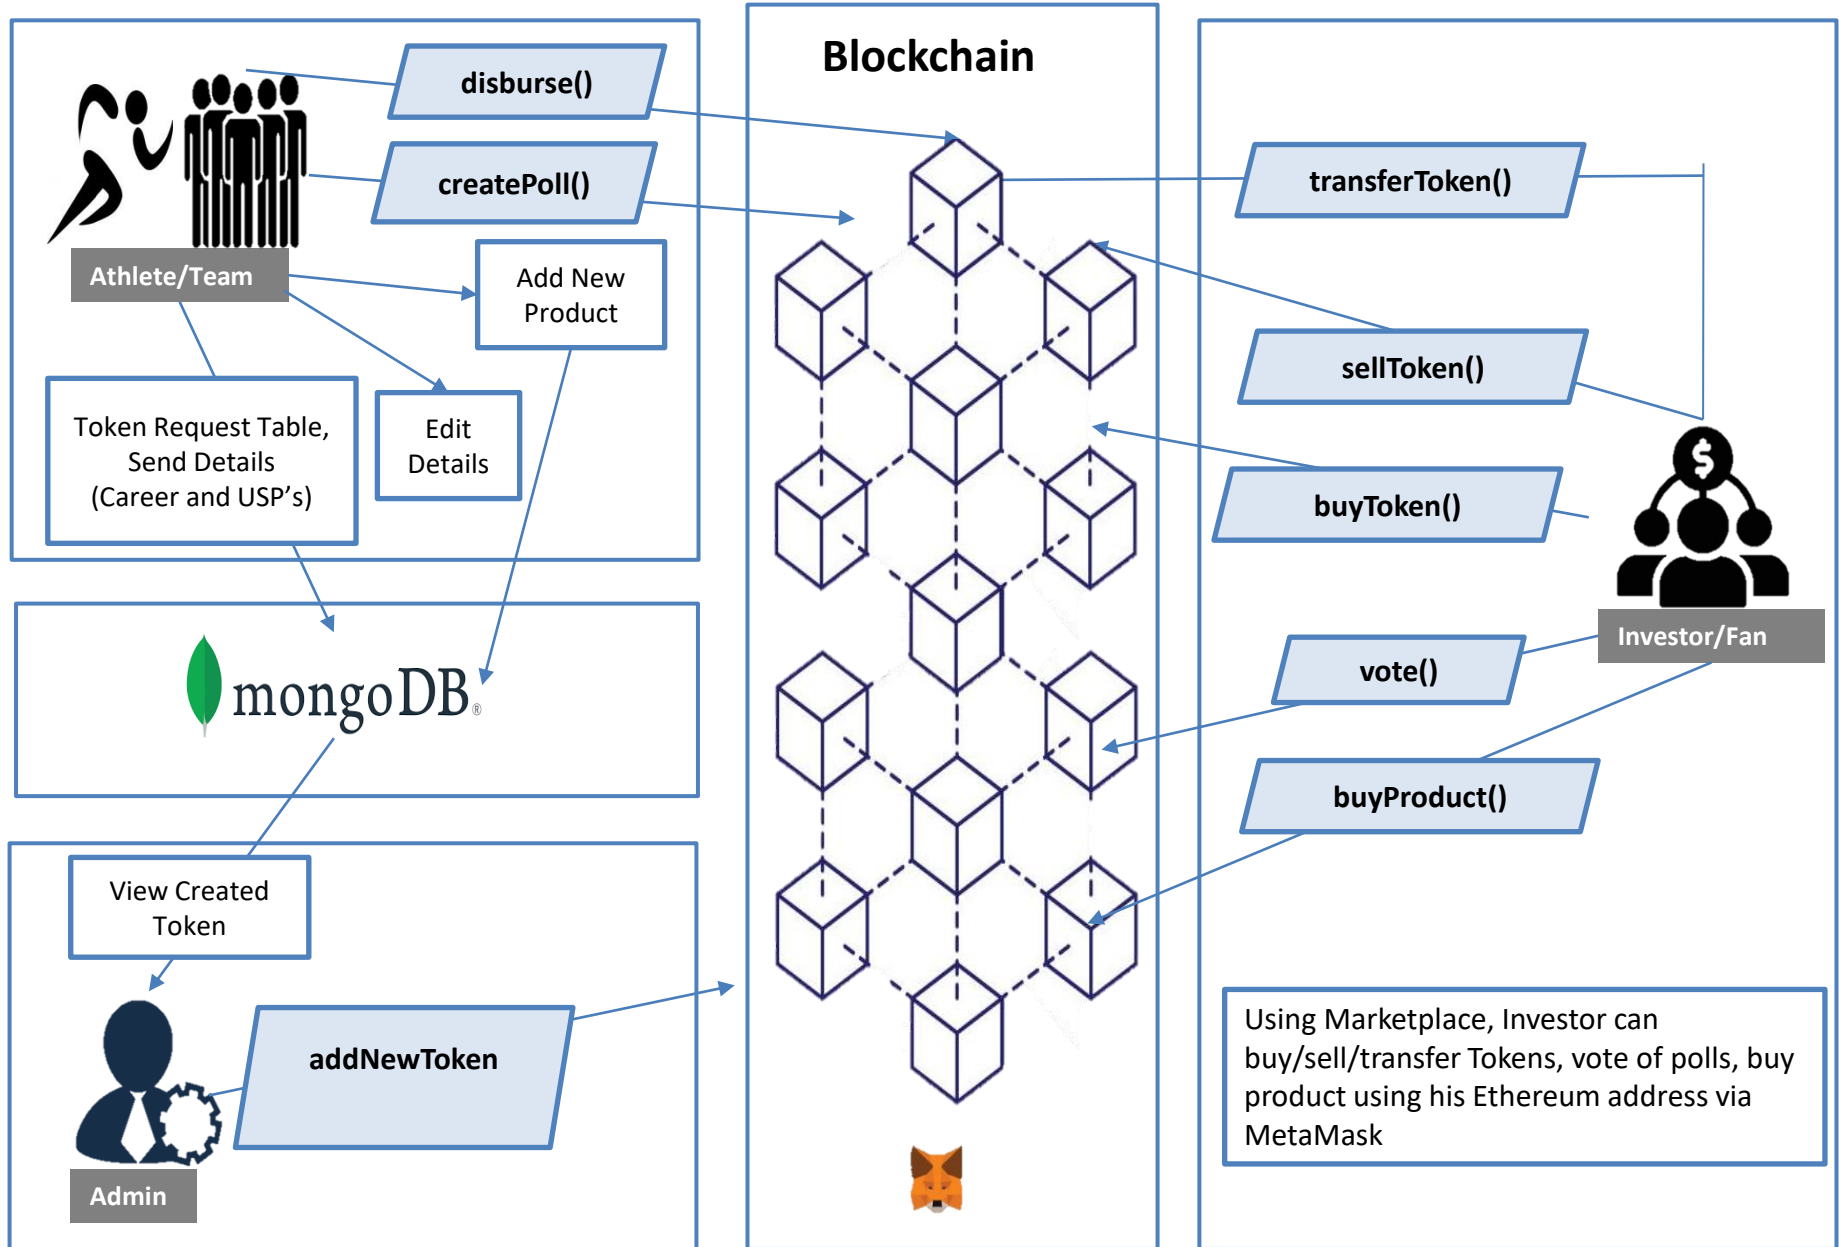 disburse()
createPoll()
Athlete/Team
Add New
Product
Token Request Table,
Send Details
(Career and USP's)
Edit
Details
mongoDB®
View Created
Token
addNewToken
Admin
Blockchain
transferToken()
sellToken()
buyToken()
$
Investor/Fan
vote()
buyProduct()
Using Marketplace, Investor can
buy/sell/transfer Tokens, vote of polls, buy
product using his Ethereum address via
MetaMask